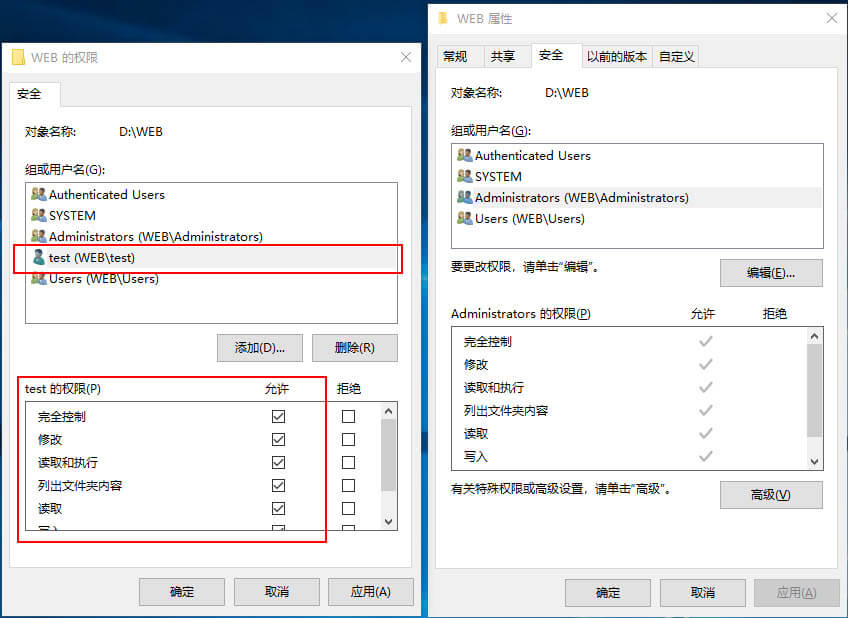 WEB 的权限
安全
对象名称: D:\WEB
组或用户名(G):
Authenticated Users
SYSTEM
Administrators (WEB\Administrators)
test (WEB\test)
Users (WEB\Users)
添加(D)... 删除(R)
test 的权限(P) 允许 拒绝
完全控制
修改
读取和执行
列出文件夹内容
读取
写入
确定 取消 应用(A)
WEB 属性
常规 共享 安全 以前的版本 自定义
对象名称: D:\WEB
组或用户名(G):
Authenticated Users
SYSTEM
Administrators (WEB\Administrators)
Users (WEB\Users)
要更改权限，请单击“编辑”。 编辑(E)...
Administrators 的权限(P) 允许 拒绝
完全控制
修改
读取和执行
列出文件夹内容
读取
写入
有关特殊权限或高级设置，请单击“高级”。 高级(V)
确定 取消 应用(A)